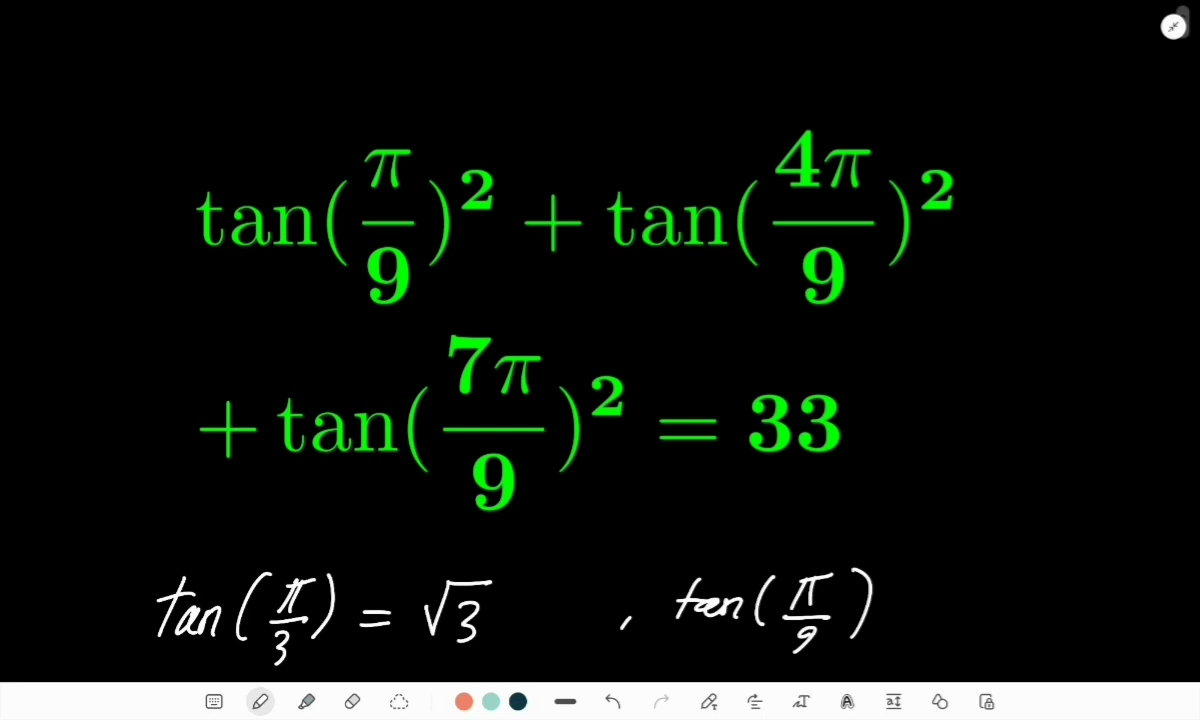 tan(π/9)² + tan(4π/9)²
+ tan(7π/9)² = 33
tan(π/3) = √3 , tan(π/9)